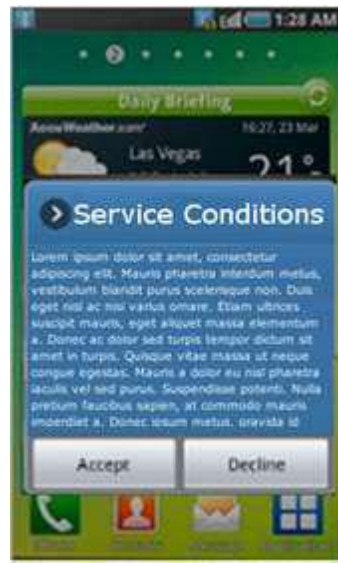 1:28 AM
Daily Briefing
AccuWeather.com
16:27, 23 Mar
Las Vegas
21°
Service Conditions
Lorem ipsum dolor sit amet, consectetur
adipiscing elit. Mauris pharetra interdum metus,
vestibulum blandit purus scelerisque non. Duis
eget nisi ac nisi varius ornare. Etiam ultrices
suscipit mauris, eget aliquet massa elementum
a. Donec ac dolor sed turpis tempor dictum sit
amet in turpis. Quisque vitae massa ut neque
congue egestas. Mauris a dolor eu nisl pharetra
iaculis vel sed purus. Suspendisse potenti. Nulla
pretium faucibus sapien, at commodo mauris
imperdiet a. Donec ipsum metus, gravida id
Accept
Decline